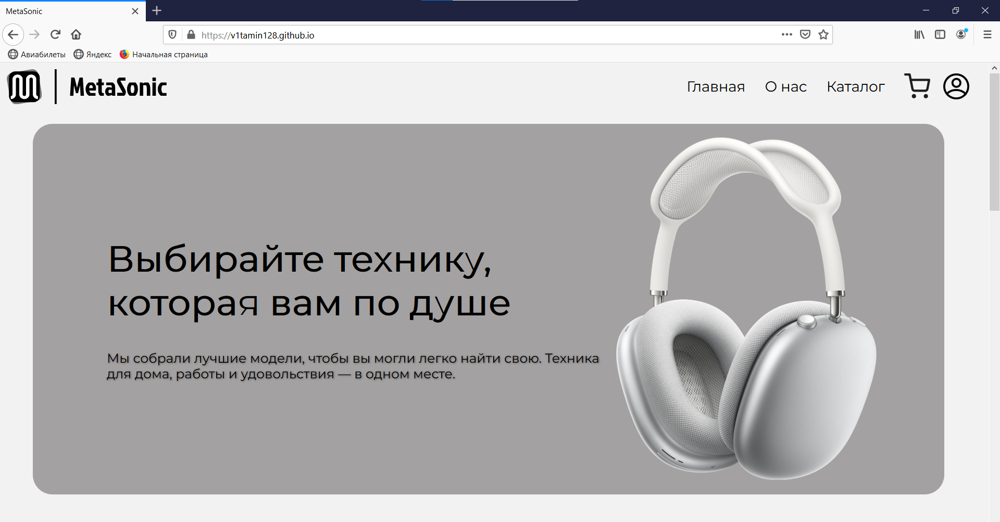 MetaSonic
https://v1tamin128.github.io
Авиабилеты Яндекс Начальная страница
MetaSonic
Главная О нас Каталог
Выбирайте технику,
которая вам по душе
Мы собрали лучшие модели, чтобы вы могли легко найти свою. Техника
для дома, работы и удовольствия — в одном месте.